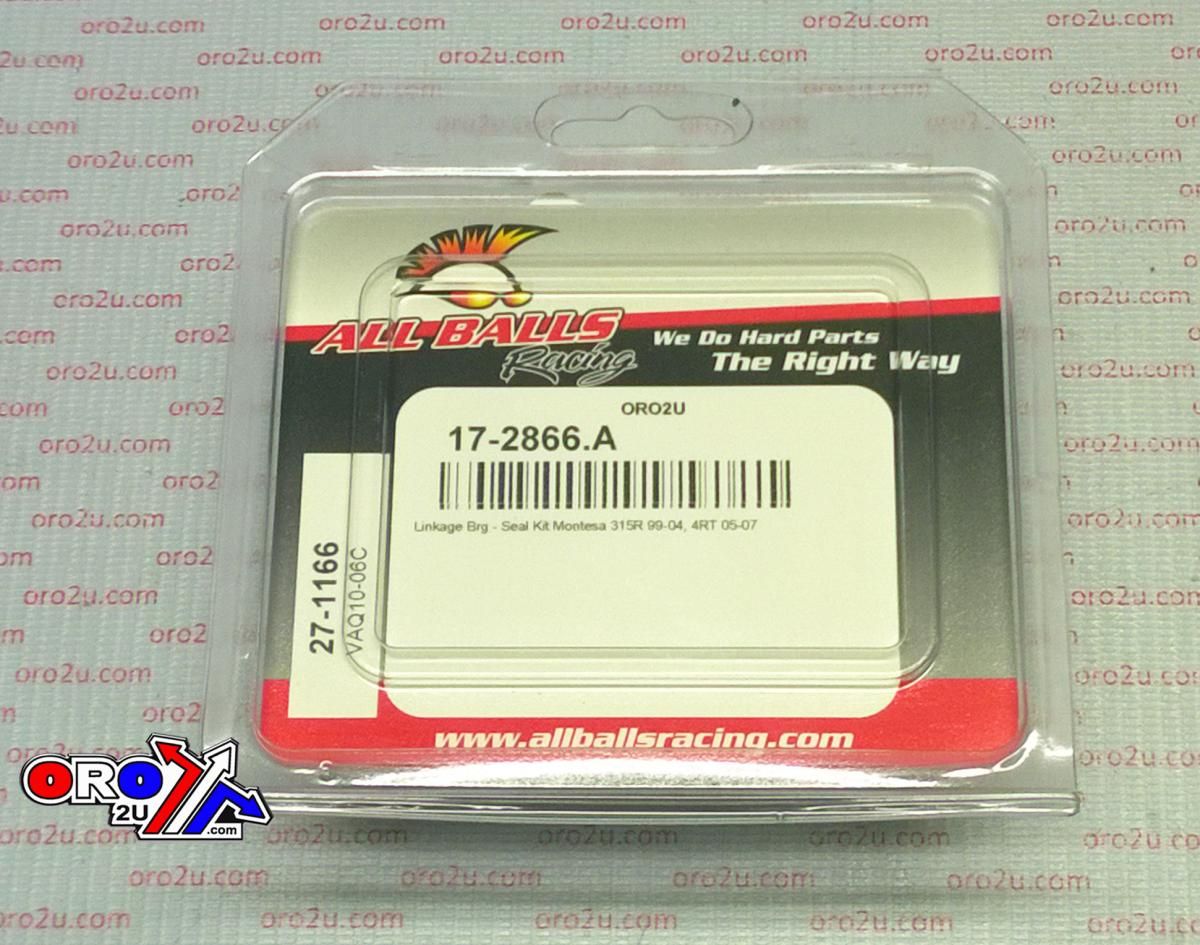 ALL BALLS
Racing
We Do Hard Parts
The Right Way
ORO2U
17-2866.A
Linkage Brg - Seal Kit Montesa 315R 99-04, 4RT 05-07
27-1166
VAQ10-06C
www.allballsracing.com
ORO
2U
.com
oro2u.com